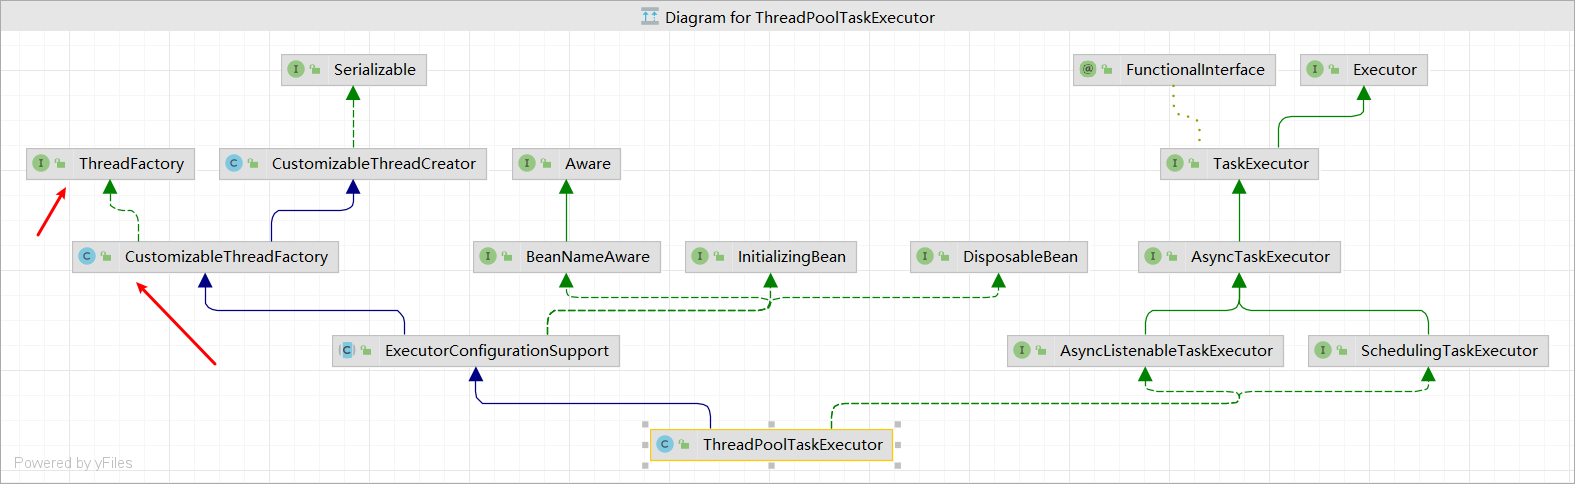 Diagram for ThreadPoolTaskExecutor
I Serializable
@ FunctionalInterface
I Executor
I ThreadFactory
C CustomizableThreadCreator
I Aware
I TaskExecutor
C CustomizableThreadFactory
I BeanNameAware
I InitializingBean
I DisposableBean
I AsyncTaskExecutor
C ExecutorConfigurationSupport
I AsyncListenableTaskExecutor
I SchedulingTaskExecutor
C ThreadPoolTaskExecutor
Powered by yFiles